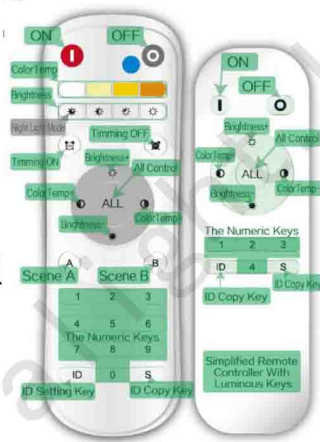 ON
OFF
ColorTemp
Brightness
Night Light Mode
Timming OFF
Timming ON
Brightness+
All Control
ColorTemp-
ALL
ColorTemp+
Brightness-
A
B
Scene A
Scene B
1 2 3
4 5 6
The Numeric Keys
7 8 9
ID 0 S
ID Setting Key
ID Copy Key
ON
OFF
Brightness+
All Control
ColorTemp-
ALL
ColorTemp+
Brightness-
The Numeric Keys
1 2 3
ID 4 S
ID Copy Key
ID Copy Key
Simplified Remote
Controller With
Luminous Keys